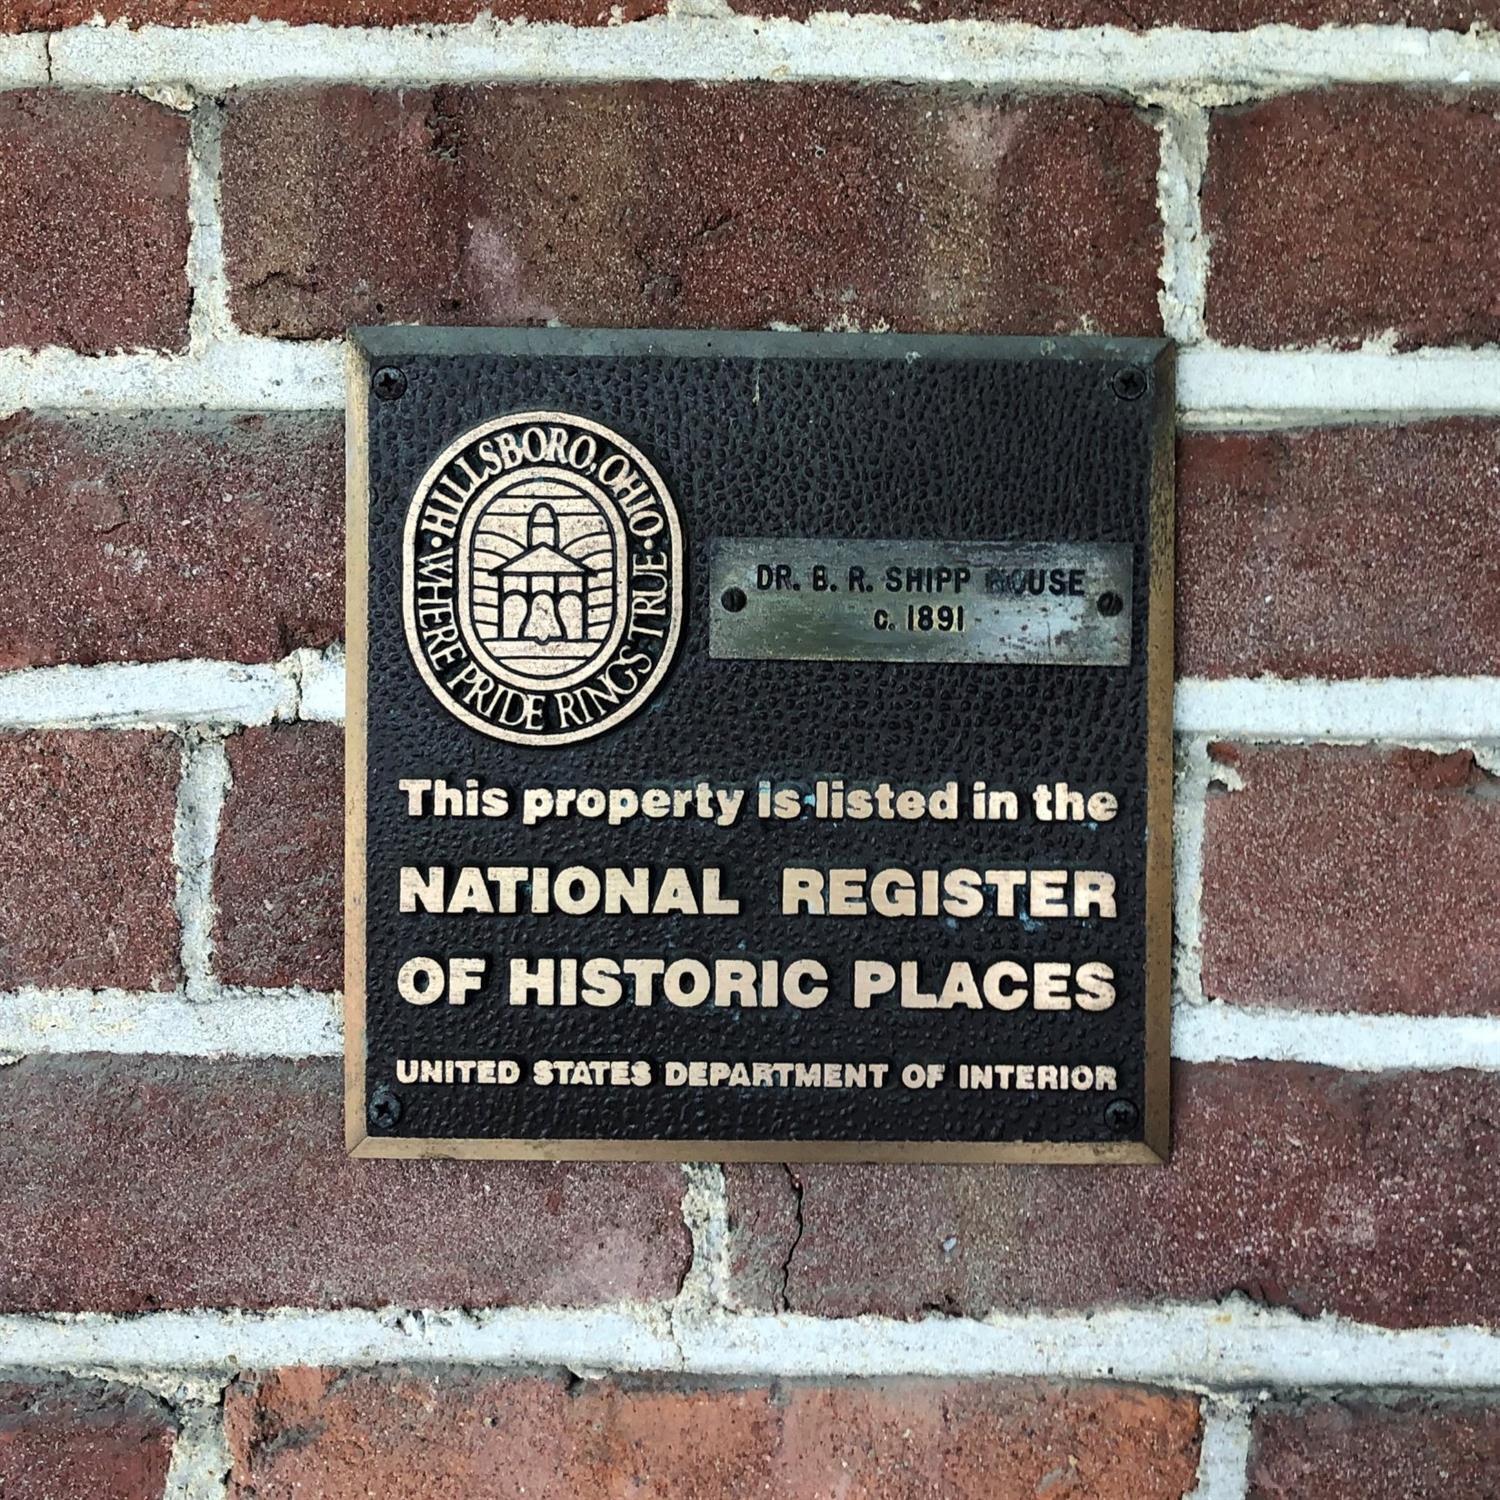 HILLSBORO, OHIO
· WHERE PRIDE RINGS TRUE ·
DR. B. R. SHIPP HOUSE
c. 1891
This property is listed in the
NATIONAL REGISTER
OF HISTORIC PLACES
UNITED STATES DEPARTMENT OF INTERIOR